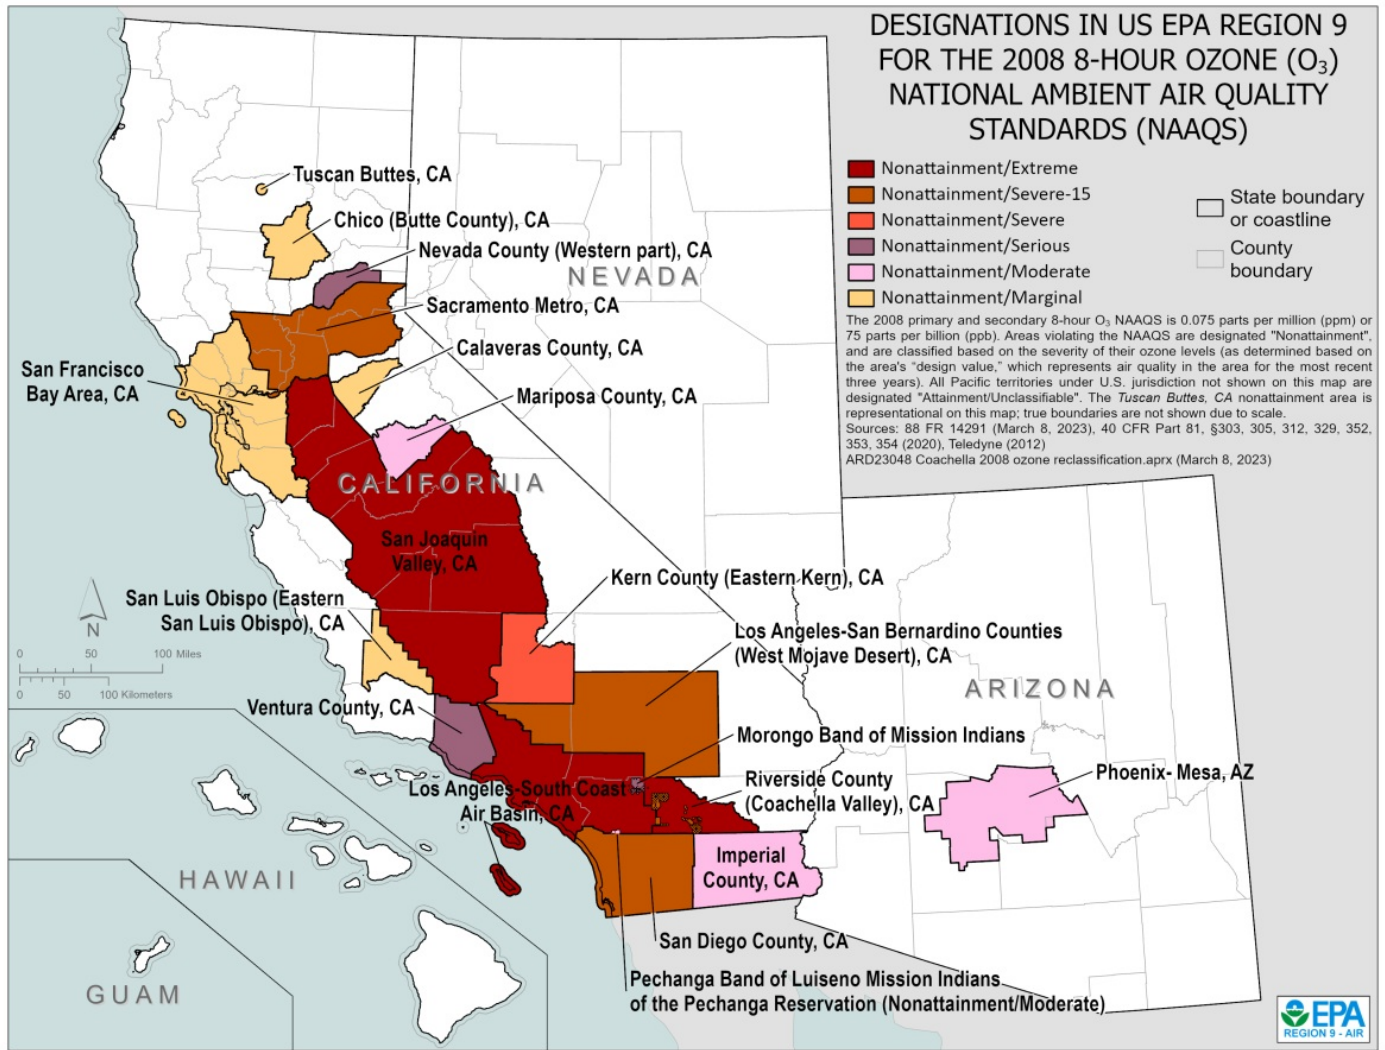 DESIGNATIONS IN US EPA REGION 9
FOR THE 2008 8-HOUR OZONE (O₃)
NATIONAL AMBIENT AIR QUALITY
STANDARDS (NAAQS)
Nonattainment/Extreme
Nonattainment/Severe-15
Nonattainment/Severe
Nonattainment/Serious
Nonattainment/Moderate
Nonattainment/Marginal
State boundary
or coastline
County
boundary
The 2008 primary and secondary 8-hour O₃ NAAQS is 0.075 parts per million (ppm) or
75 parts per billion (ppb). Areas violating the NAAQS are designated "Nonattainment",
and are classified based on the severity of their ozone levels (as determined based on
the area's "design value," which represents air quality in the area for the most recent
three years). All Pacific territories under U.S. jurisdiction not shown on this map are
designated "Attainment/Unclassifiable". The Tuscan Buttes, CA nonattainment area is
representational on this map; true boundaries are not shown due to scale.
Sources: 88 FR 14291 (March 8, 2023), 40 CFR Part 81, §303, 305, 312, 329, 352,
353, 354 (2020), Teledyne (2012)
ARD23048 Coachella 2008 ozone reclassification.aprx (March 8, 2023)
Tuscan Buttes, CA
Chico (Butte County), CA
Nevada County (Western part), CA
NEVADA
Sacramento Metro, CA
Calaveras County, CA
San Francisco
Bay Area, CA
Mariposa County, CA
CALIFORNIA
San Joaquin
Valley, CA
Kern County (Eastern Kern), CA
San Luis Obispo (Eastern
San Luis Obispo), CA
N
0 50 100 Miles
0 50 100 Kilometers
Los Angeles-San Bernardino Counties
(West Mojave Desert), CA
ARIZONA
Ventura County, CA
Morongo Band of Mission Indians
Phoenix- Mesa, AZ
Riverside County
(Coachella Valley), CA
Los Angeles-South Coast
Air Basin, CA
Imperial
County, CA
HAWAII
San Diego County, CA
Pechanga Band of Luiseno Mission Indians
of the Pechanga Reservation (Nonattainment/Moderate)
GUAM
EPA
REGION 9 - AIR